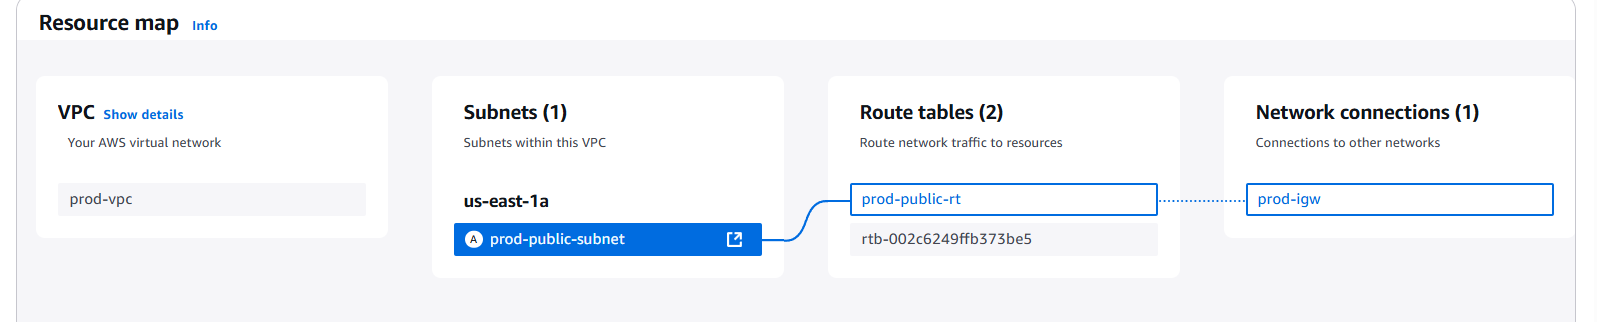 Resource map Info
VPC Show details
Your AWS virtual network
prod-vpc
Subnets (1)
Subnets within this VPC
us-east-1a
A prod-public-subnet
Route tables (2)
Route network traffic to resources
prod-public-rt
rtb-002c6249ffb373be5
Network connections (1)
Connections to other networks
prod-igw